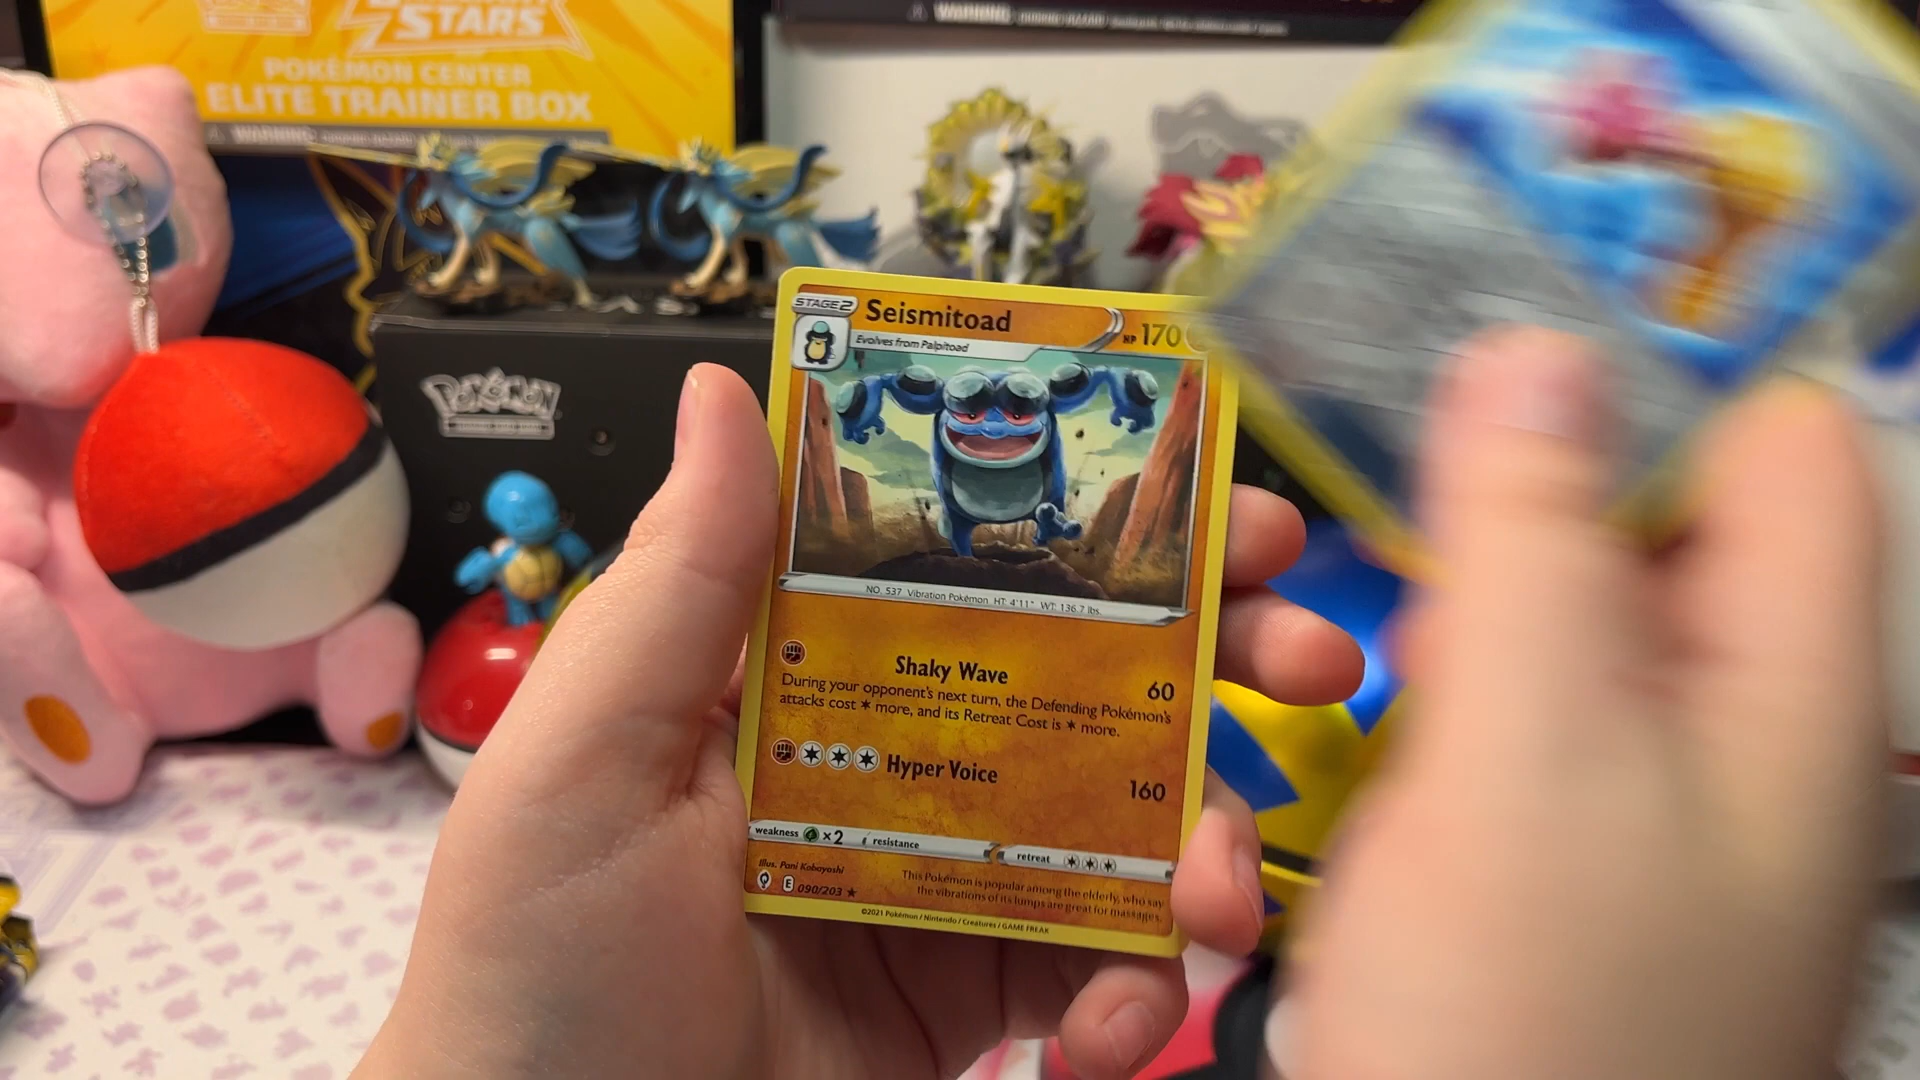 STARS
POKÉMON CENTER
ELITE TRAINER BOX
WARNING:
WARNING
Pokémon
STAGE 2
Seismitoad
HP 170
Evolves from Palpitoad
NO. 537 Vibration Pokémon HT: 4'11" WT: 136.7 lbs.
Shaky Wave 60
During your opponent's next turn, the Defending Pokémon's
attacks cost ✶ more, and its Retreat Cost is ✶ more.
Hyper Voice 160
weakness ×2 resistance retreat
Illus. Pani Kobayashi
E 090/203 ★
This Pokémon is popular among the elderly, who say
the vibrations of its lumps are great for massages.
©2021 Pokémon / Nintendo / Creatures / GAME FREAK